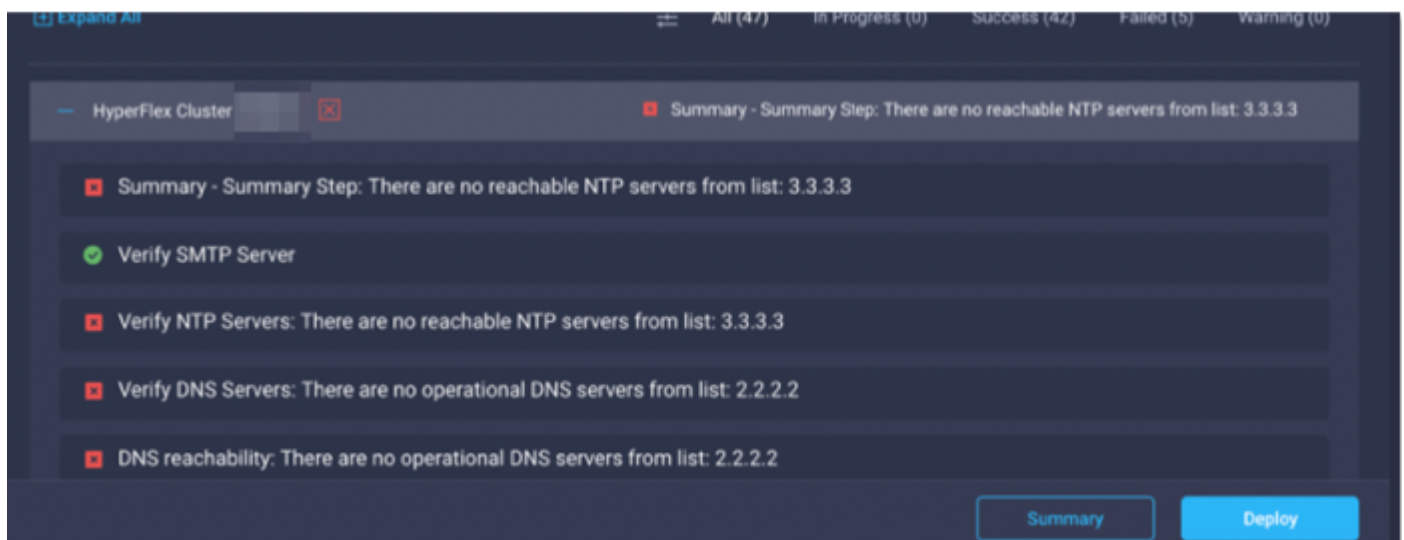 Expand All
All (47) In Progress (0) Success (42) Failed (5) Warning (0)
HyperFlex Cluster
Summary - Summary Step: There are no reachable NTP servers from list: 3.3.3.3
Summary - Summary Step: There are no reachable NTP servers from list: 3.3.3.3
Verify SMTP Server
Verify NTP Servers: There are no reachable NTP servers from list: 3.3.3.3
Verify DNS Servers: There are no operational DNS servers from list: 2.2.2.2
DNS reachability: There are no operational DNS servers from list: 2.2.2.2
Summary Deploy